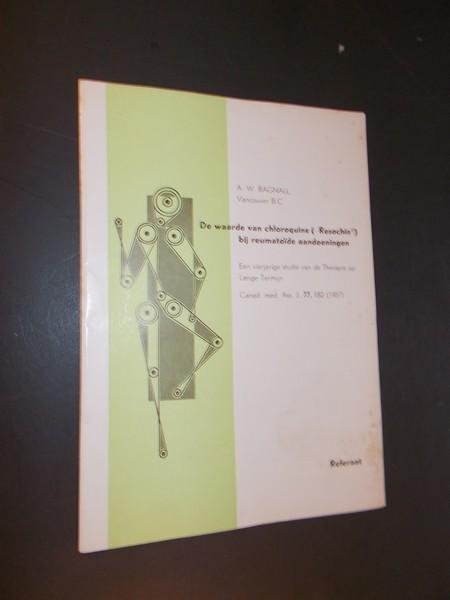 A. W. BAGNALL,
Vancouver B.C.
De waarde van chloroquine (-Resochin®)
bij reumatoïde aandoeningen
Een vierjarige studie van de Therapie op
Lange Termijn
Canad. med. Ass. J. 77, 182 (1957)
Referaat